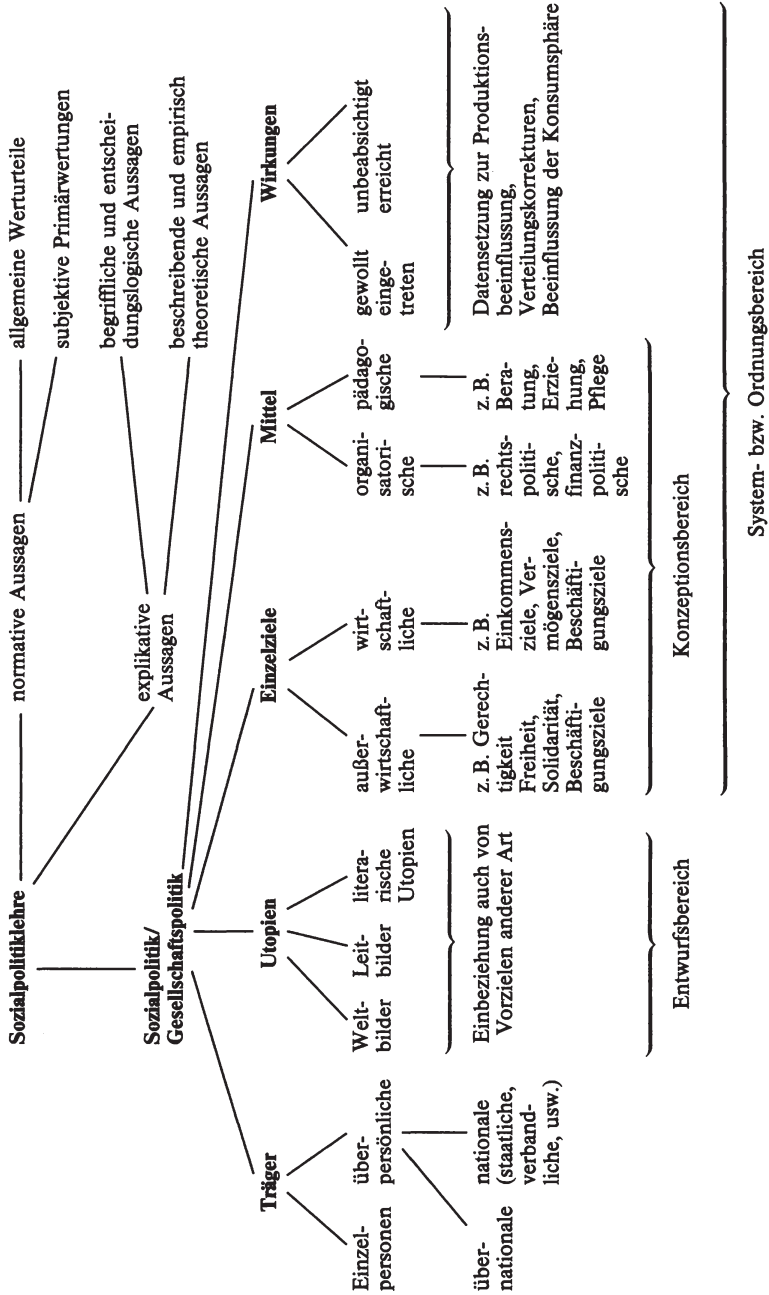 Sozialpolitiklehre
normative Aussagen
allgemeine Werturteile
subjektive Primärwertungen
explikative
Aussagen
begriffliche und entschei-
dungslogische Aussagen
beschreibende und empirisch
theoretische Aussagen
Sozialpolitik/
Gesellschaftspolitik
Träger
Utopien
Einzelziele
Mittel
Wirkungen
Einzel-
personen
über-
persönliche
Welt-
bilder
Leit-
bilder
litera-
rische
Utopien
außer-
wirtschaft-
liche
wirt-
schaft-
liche
organi-
satori-
sche
pädago-
gische
gewollt
einge-
treten
unbeabsichtigt
erreicht
über-
nationale
nationale
(staatliche,
verband-
liche, usw.)
Einbeziehung auch von
Vorzielen anderer Art
z. B. Gerech-
tigkeit
Freiheit,
Solidarität,
Beschäfti-
gungsziele
z. B.
Einkommens-
ziele, Ver-
mögensziele,
Beschäfti-
gungsziele
z. B.
rechts-
politi-
sche,
finanz-
politi-
sche
z. B.
Bera-
tung,
Erzie-
hung,
Pflege
Datensetzung zur Produktions-
beeinflussung,
Verteilungskorrekturen,
Beeinflussung der Konsumsphäre
Entwurfsbereich
Konzeptionsbereich
System- bzw. Ordnungsbereich